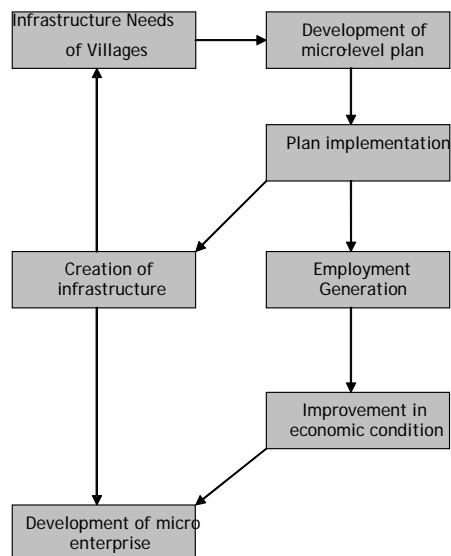 Infrastructure Needs
of Villages
Development of
micro-level plan
Plan implementation
Creation of
infrastructure
Employment
Generation
Improvement in
economic condition
Development of micro
enterprise